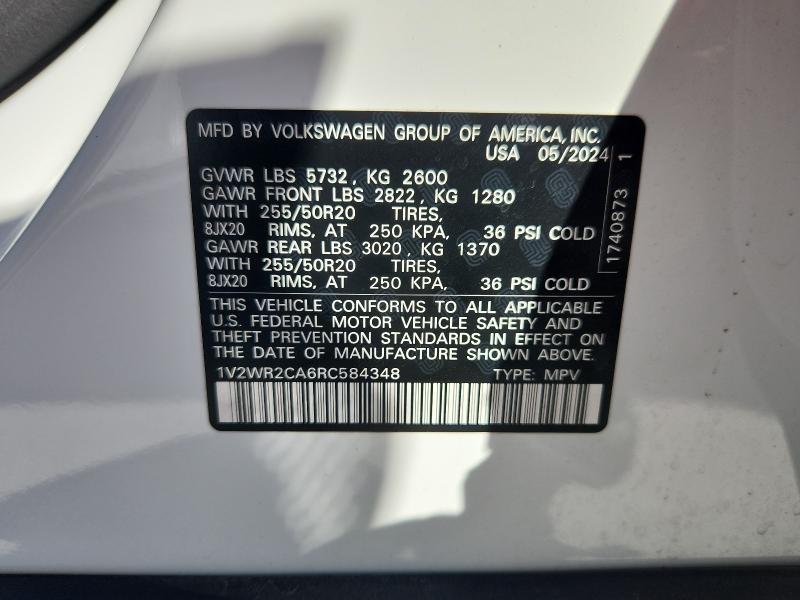 MFD BY VOLKSWAGEN GROUP OF AMERICA, INC.
USA 05/2024
GVWR LBS 5732, KG 2600
GAWR FRONT LBS 2822, KG 1280
WITH 255/50R20 TIRES,
8JX20 RIMS, AT 250 KPA, 36 PSI COLD
GAWR REAR LBS 3020, KG 1370
WITH 255/50R20 TIRES,
8JX20 RIMS, AT 250 KPA, 36 PSI COLD
THIS VEHICLE CONFORMS TO ALL APPLICABLE
U.S. FEDERAL MOTOR VEHICLE SAFETY AND
THEFT PREVENTION STANDARDS IN EFFECT ON
THE DATE OF MANUFACTURE SHOWN ABOVE.
1V2WR2CA6RC584348 TYPE: MPV
1740873 1